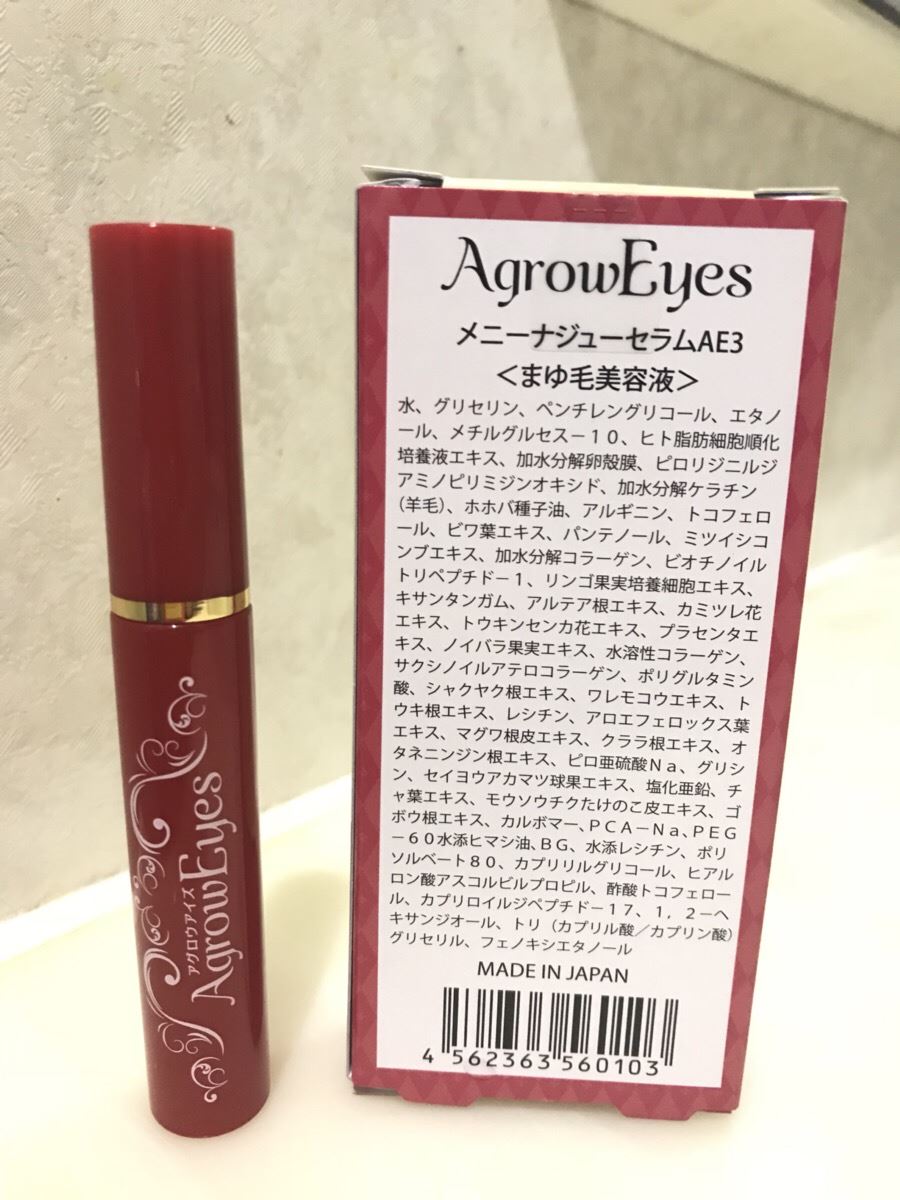 アグロウアイズ
AgrowEyes
AgrowEyes
メニーナジューセラムAE3
＜まゆ毛美容液＞
水、グリセリン、ペンチレングリコール、エタノ
ール、メチルグルセス－１０、ヒト脂肪細胞順化
培養液エキス、加水分解卵殻膜、ピロリジニルジ
アミノピリミジンオキシド、加水分解ケラチン
（羊毛）、ホホバ種子油、アルギニン、トコフェロ
ール、ビワ葉エキス、パンテノール、ミツイシコ
ンブエキス、加水分解コラーゲン、ビオチノイル
トリペプチド－１、リンゴ果実培養細胞エキス、
キサンタンガム、アルテア根エキス、カミツレ花
エキス、トウキンセンカ花エキス、プラセンタエ
キス、ノイバラ果実エキス、水溶性コラーゲン、
サクシノイルアテロコラーゲン、ポリグルタミン
酸、シャクヤク根エキス、ワレモコウエキス、ト
ウキ根エキス、レシチン、アロエフェロックス葉
エキス、マグワ根皮エキス、クララ根エキス、オ
タネニンジン根エキス、ピロ亜硫酸Ｎａ、グリシ
ン、セイヨウアカマツ球果エキス、塩化亜鉛、チ
ャ葉エキス、モウソウチクたけのこ皮エキス、ゴ
ボウ根エキス、カルボマー、ＰＣＡ－Ｎａ、ＰＥＧ
－６０水添ヒマシ油、ＢＧ、水添レシチン、ポリ
ソルベート８０、カプリリルグリコール、ヒアル
ロン酸アスコルビルプロピル、酢酸トコフェロー
ル、カプリロイルジペプチド－１７、１，２－ヘ
キサンジオール、トリ（カプリル酸／カプリン酸）
グリセリル、フェノキシエタノール
MADE IN JAPAN
4 562363 560103